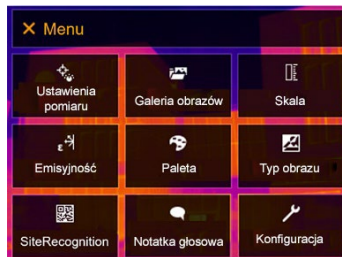 Menu
Ustawienia
pomiaru
Galeria obrazów
Skala
Emisyjność
Paleta
Typ obrazu
SiteRecognition
Notatka głosowa
Konfiguracja